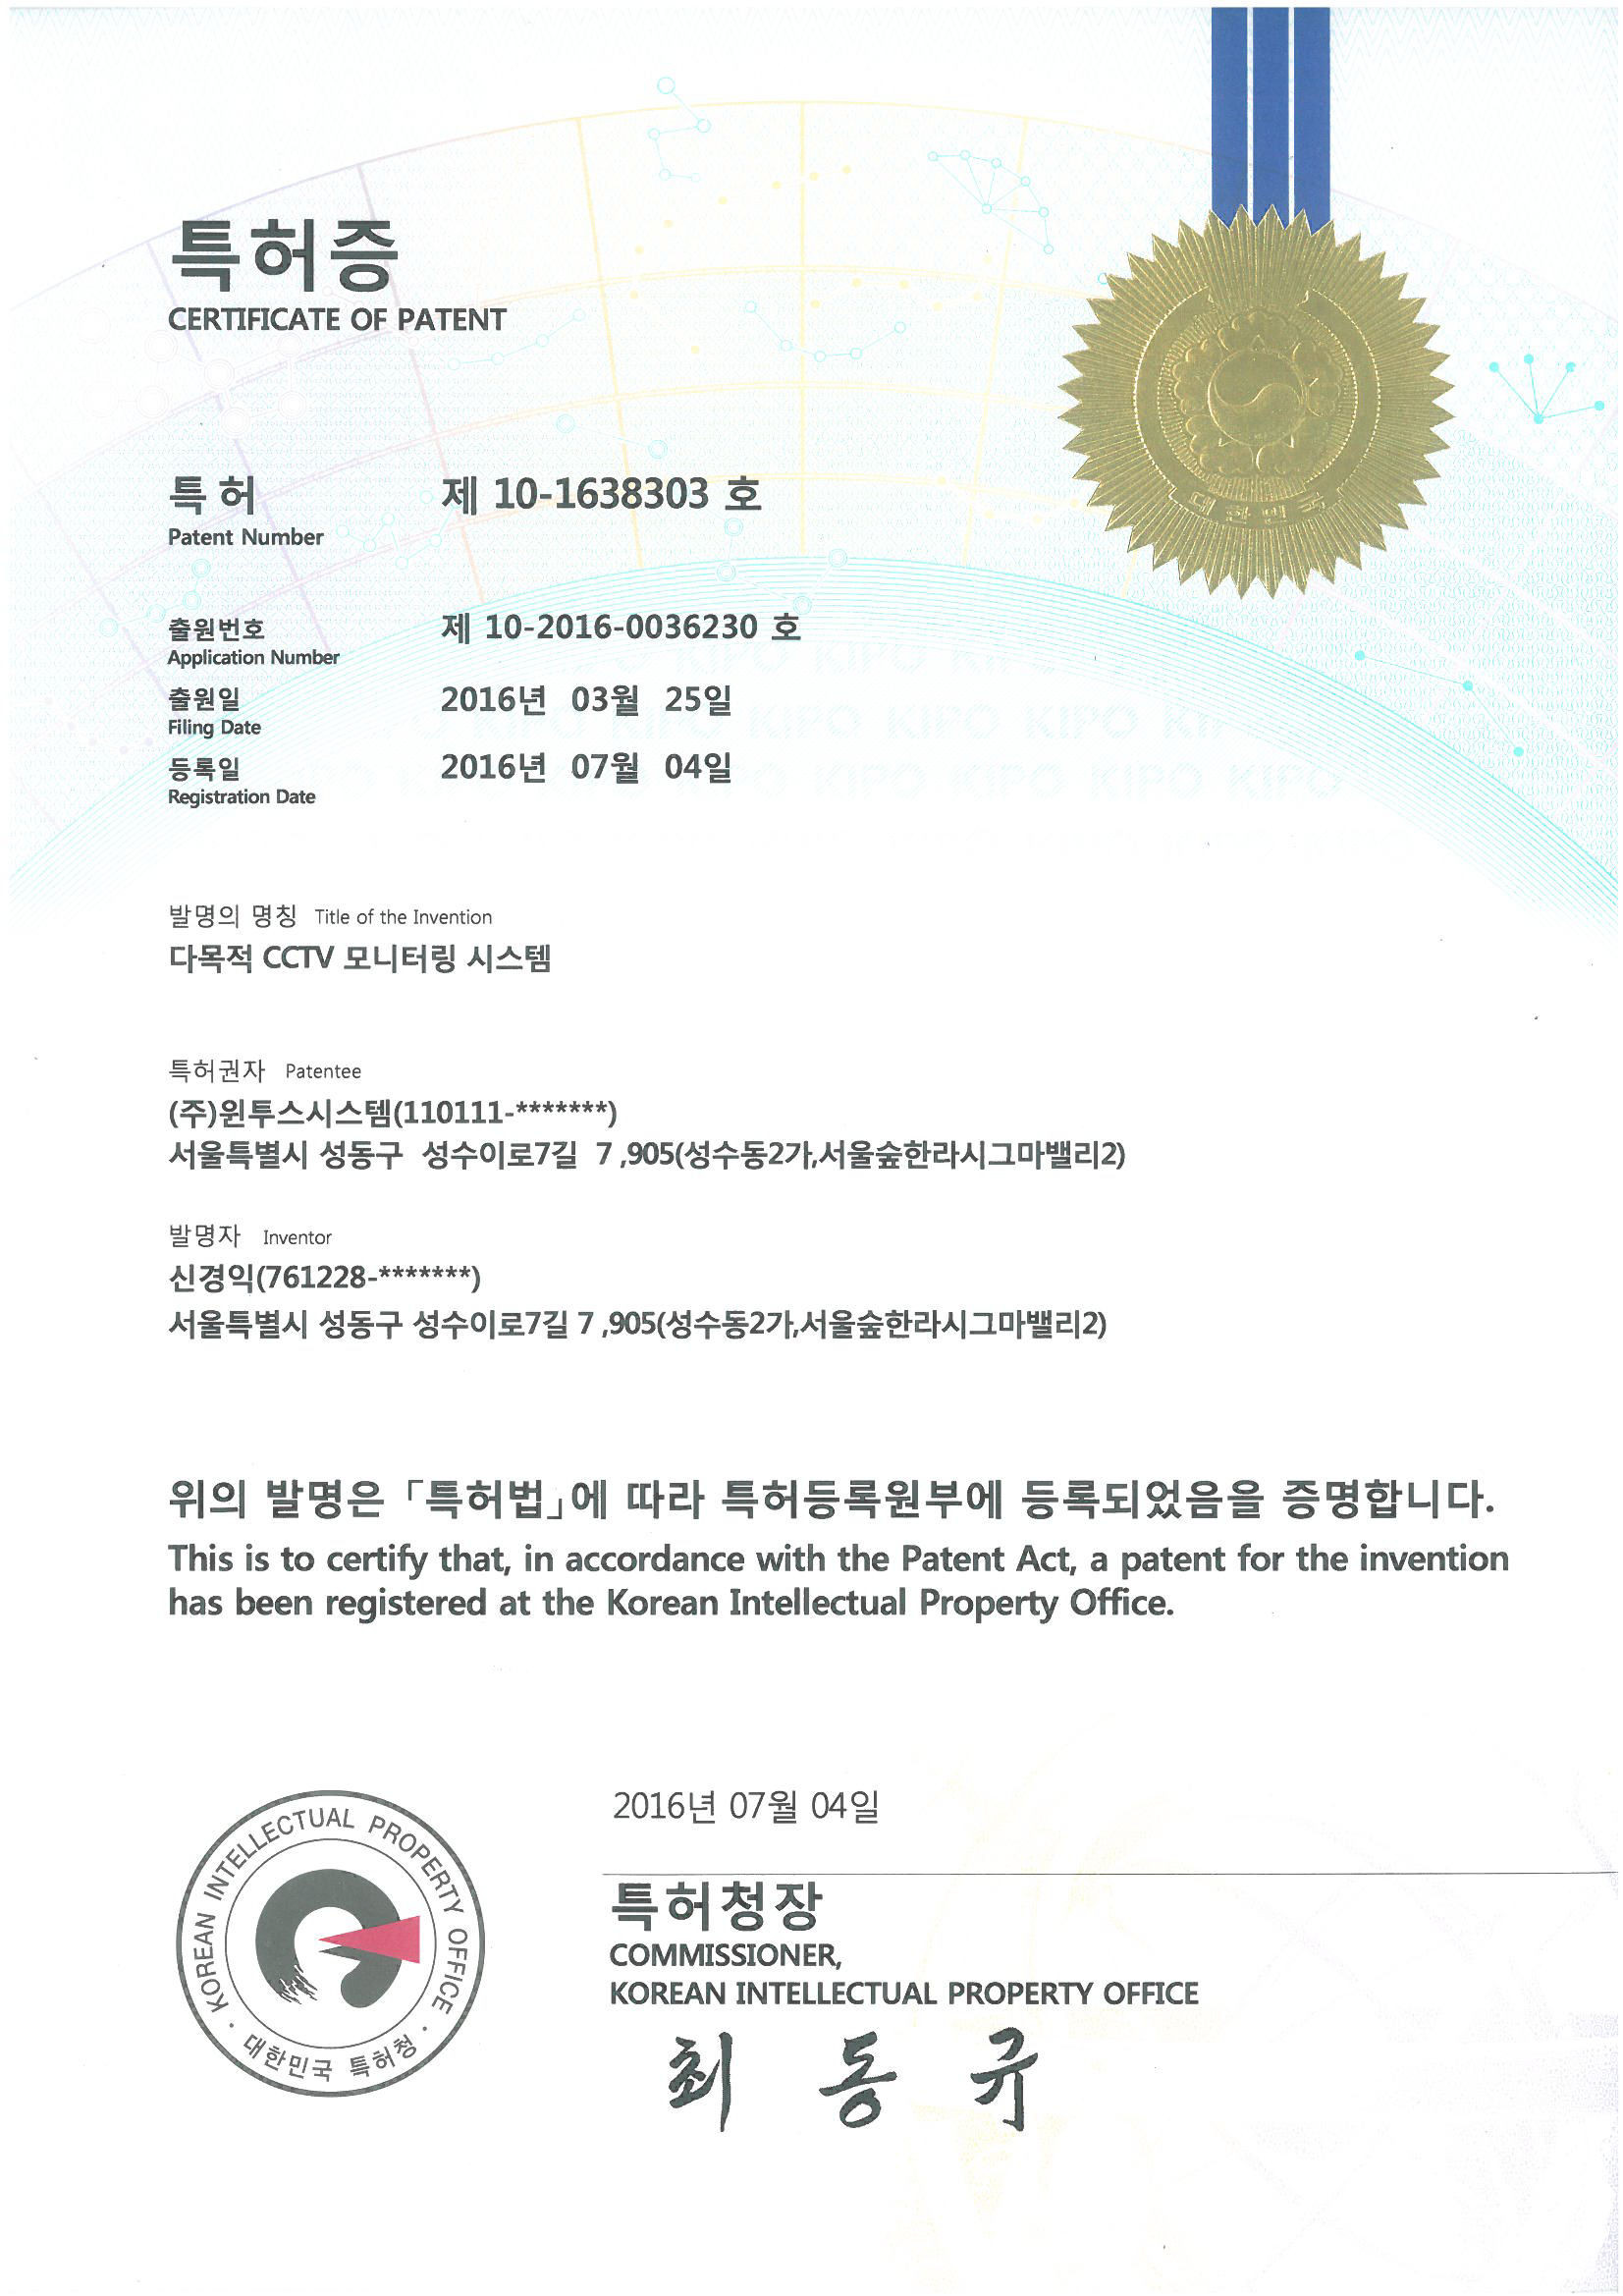 특허증
CERTIFICATE OF PATENT
대한민국
특 허 제 10-1638303 호
Patent Number
출원번호 제 10-2016-0036230 호
Application Number
출원일 2016년 03월 25일
Filing Date
등록일 2016년 07월 04일
Registration Date
KIPO KIPO KIPO KIPO
KIPO KIPO KIPO KIPO
발명의 명칭 Title of the Invention
다목적 CCTV 모니터링 시스템
특허권자 Patentee
(주)윈투스시스템(110111-*******)
서울특별시 성동구 성수이로7길 7 ,905(성수동2가,서울숲한라시그마밸리2)
발명자 Inventor
신경익(761228-*******)
서울특별시 성동구 성수이로7길 7 ,905(성수동2가,서울숲한라시그마밸리2)
위의 발명은 「특허법」에 따라 특허등록원부에 등록되었음을 증명합니다.
This is to certify that, in accordance with the Patent Act, a patent for the invention
has been registered at the Korean Intellectual Property Office.
2016년 07월 04일
특허청장
COMMISSIONER,
KOREAN INTELLECTUAL PROPERTY OFFICE
최 동 규
KOREAN INTELLECTUAL PROPERTY OFFICE
대한민국 특허청